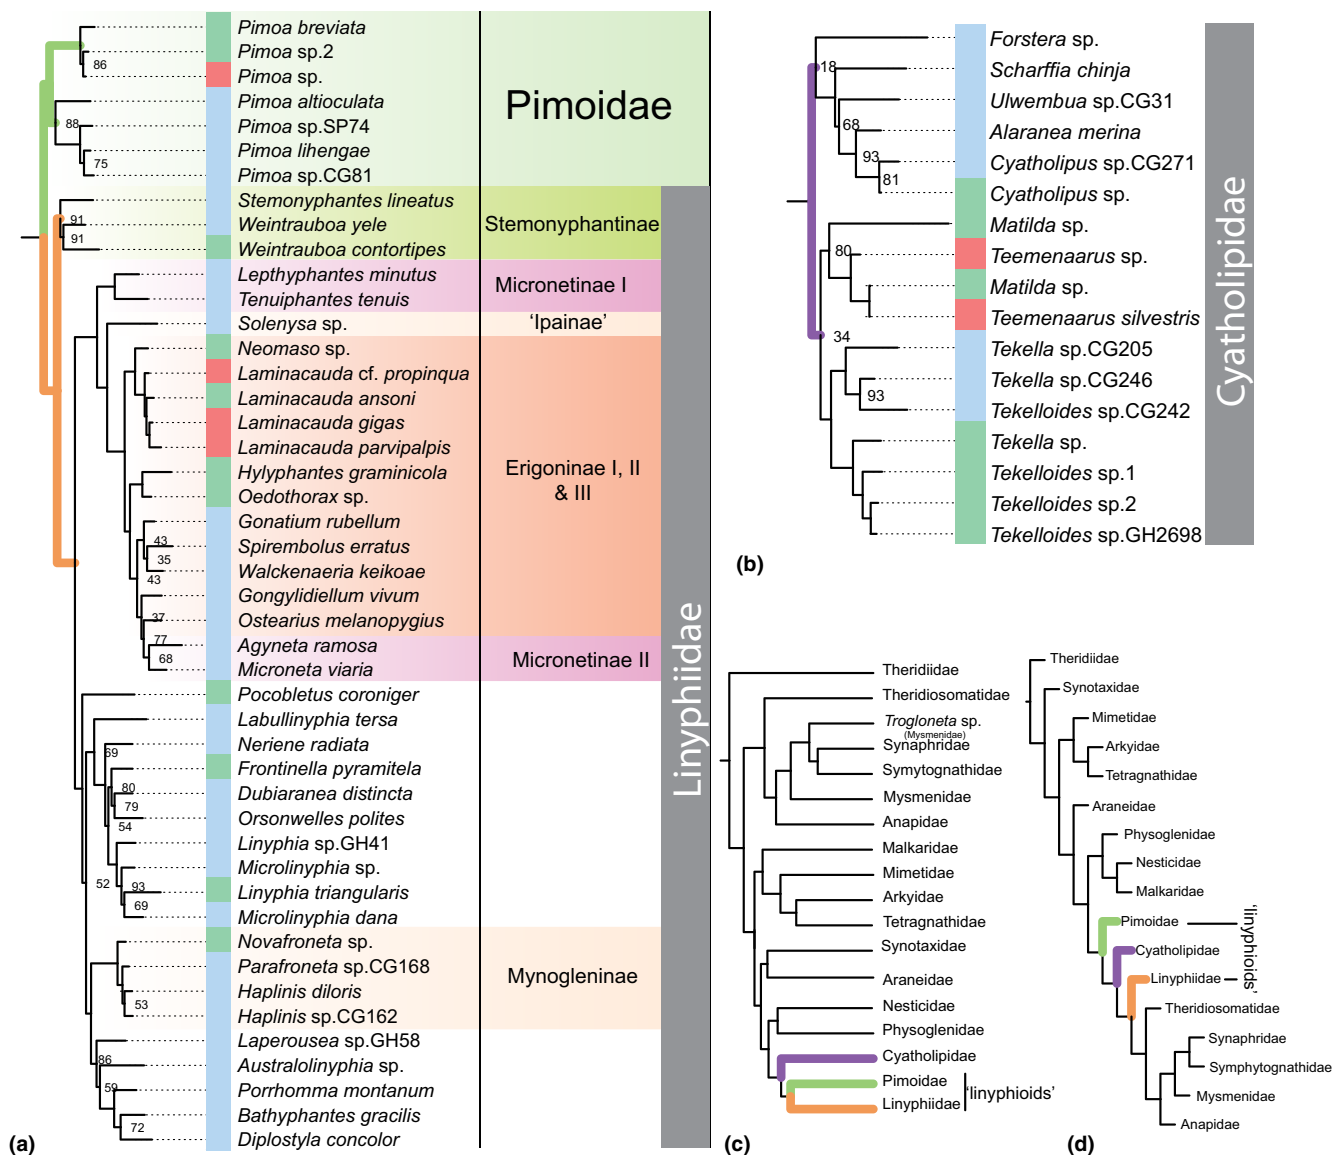 Pimoa breviata
Pimoa sp.2
86
Pimoa sp.
Pimoa altioculata
88
Pimoa sp.SP74
Pimoa lihengae
75
Pimoa sp.CG81
Pimoidae
Stemonyphantes lineatus
91
Weintrauboa yele
91
Weintrauboa contortipes
Stemonyphantinae
Lepthyphantes minutus
Tenuiphantes tenuis
Micronetinae I
Solenysa sp.
'Ipainae'
Neomaso sp.
Laminacauda cf. propinqua
Laminacauda ansoni
Laminacauda gigas
Laminacauda parvipalpis
Hylyphantes graminicola
Oedothorax sp.
Gonatium rubellum
43
Spirembolus erratus
35
Walckenaeria keikoae
43
Gongylidiellum vivum
37
Ostearius melanopygius
Erigoninae I, II
& III
77
Agyneta ramosa
68
Microneta viaria
Micronetinae II
Pocobletus coroniger
Labullinyphia tersa
69
Neriene radiata
Frontinella pyramitela
80
Dubiaranea distincta
79
Orsonwelles polites
54
Linyphia sp.GH41
Microlinyphia sp.
52
93
Linyphia triangularis
69
Microlinyphia dana
Novafroneta sp.
Parafroneta sp.CG168
Haplinis diloris
53
Haplinis sp.CG162
Mynogleninae
Laperousea sp.GH58
86
Australolinyphia sp.
59
Porrhomma montanum
Bathyphantes gracilis
72
Diplostyla concolor
Linyphiidae
(a)
Forstera sp.
18
Scharffia chinja
Ulwembua sp.CG31
68
Alaranea merina
93
Cyatholipus sp.CG271
81
Cyatholipus sp.
Matilda sp.
80
Teemenaarus sp.
Matilda sp.
Teemenaarus silvestris
34
Tekella sp.CG205
Tekella sp.CG246
93
Tekelloides sp.CG242
Tekella sp.
Tekelloides sp.1
Tekelloides sp.2
Tekelloides sp.GH2698
Cyatholipidae
(b)
Theridiidae
Theridiosomatidae
Trogloneta sp.
(Mysmenidae)
Synaphridae
Symytognathidae
Mysmenidae
Anapidae
Malkaridae
Mimetidae
Arkyidae
Tetragnathidae
Synotaxidae
Araneidae
Nesticidae
Physoglenidae
Cyatholipidae
Pimoidae
Linyphiidae
'linyphioids'
(c)
Theridiidae
Synotaxidae
Mimetidae
Arkyidae
Tetragnathidae
Araneidae
Physoglenidae
Nesticidae
Malkaridae
Pimoidae
Cyatholipidae
Linyphiidae
'linyphioids'
Theridiosomatidae
Synaphridae
Symphytognathidae
Mysmenidae
Anapidae
(d)